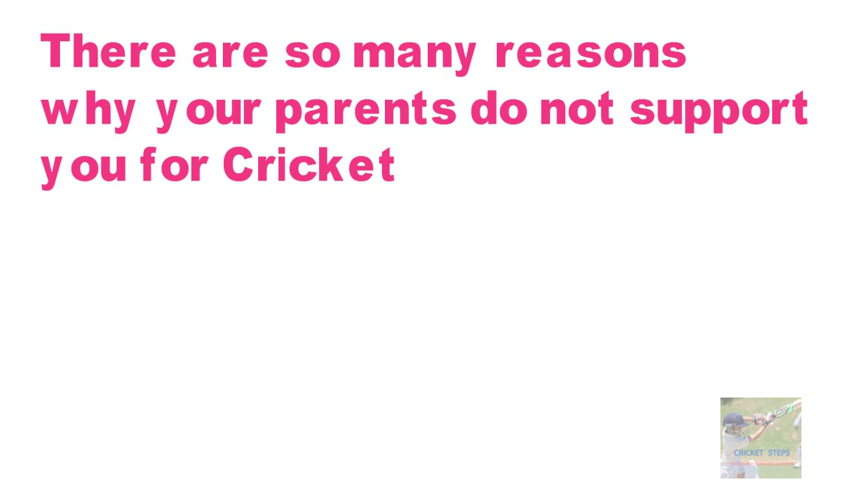 There are so many reasons
why your parents do not support
you for Cricket
CRICKET STEPS